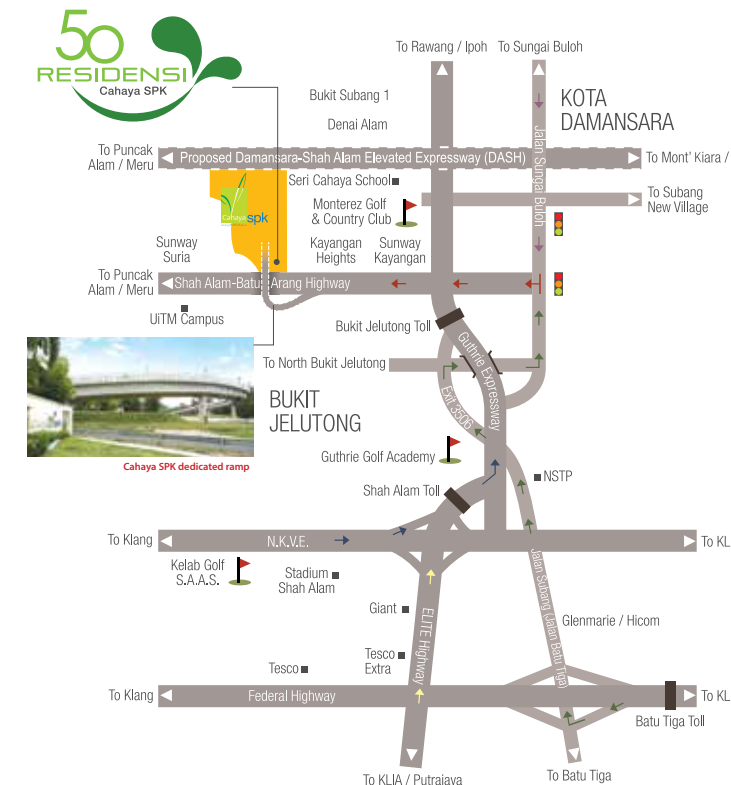 50
RESIDENSI
Cahaya SPK
To Rawang / Ipoh
To Sungai Buloh
Bukit Subang 1
Denai Alam
KOTA
DAMANSARA
Jalan Sungai Buloh
To Puncak
Alam / Meru
Proposed Damansara-Shah Alam Elevated Expressway (DASH)
To Mont' Kiara /
Seri Cahaya School
Cahaya spk
Monterez Golf
& Country Club
To Subang
New Village
Sunway
Suria
Kayangan
Heights
Sunway
Kayangan
To Puncak
Alam / Meru
Shah Alam-Batu Arang Highway
UiTM Campus
Bukit Jelutong Toll
Guthrie Expressway
To North Bukit Jelutong
BUKIT
JELUTONG
Exit 3506
Cahaya SPK dedicated ramp
Guthrie Golf Academy
NSTP
Shah Alam Toll
To Klang
N.K.V.E.
To KL
Kelab Golf
S.A.A.S.
Stadium
Shah Alam
Jalan Subang (Jalan Batu Tiga)
Giant
ELITE Highway
Glenmarie / Hicom
Tesco
Extra
Tesco
To Klang
Federal Highway
To KL
Batu Tiga Toll
To KLIA / Putrajaya
To Batu Tiga